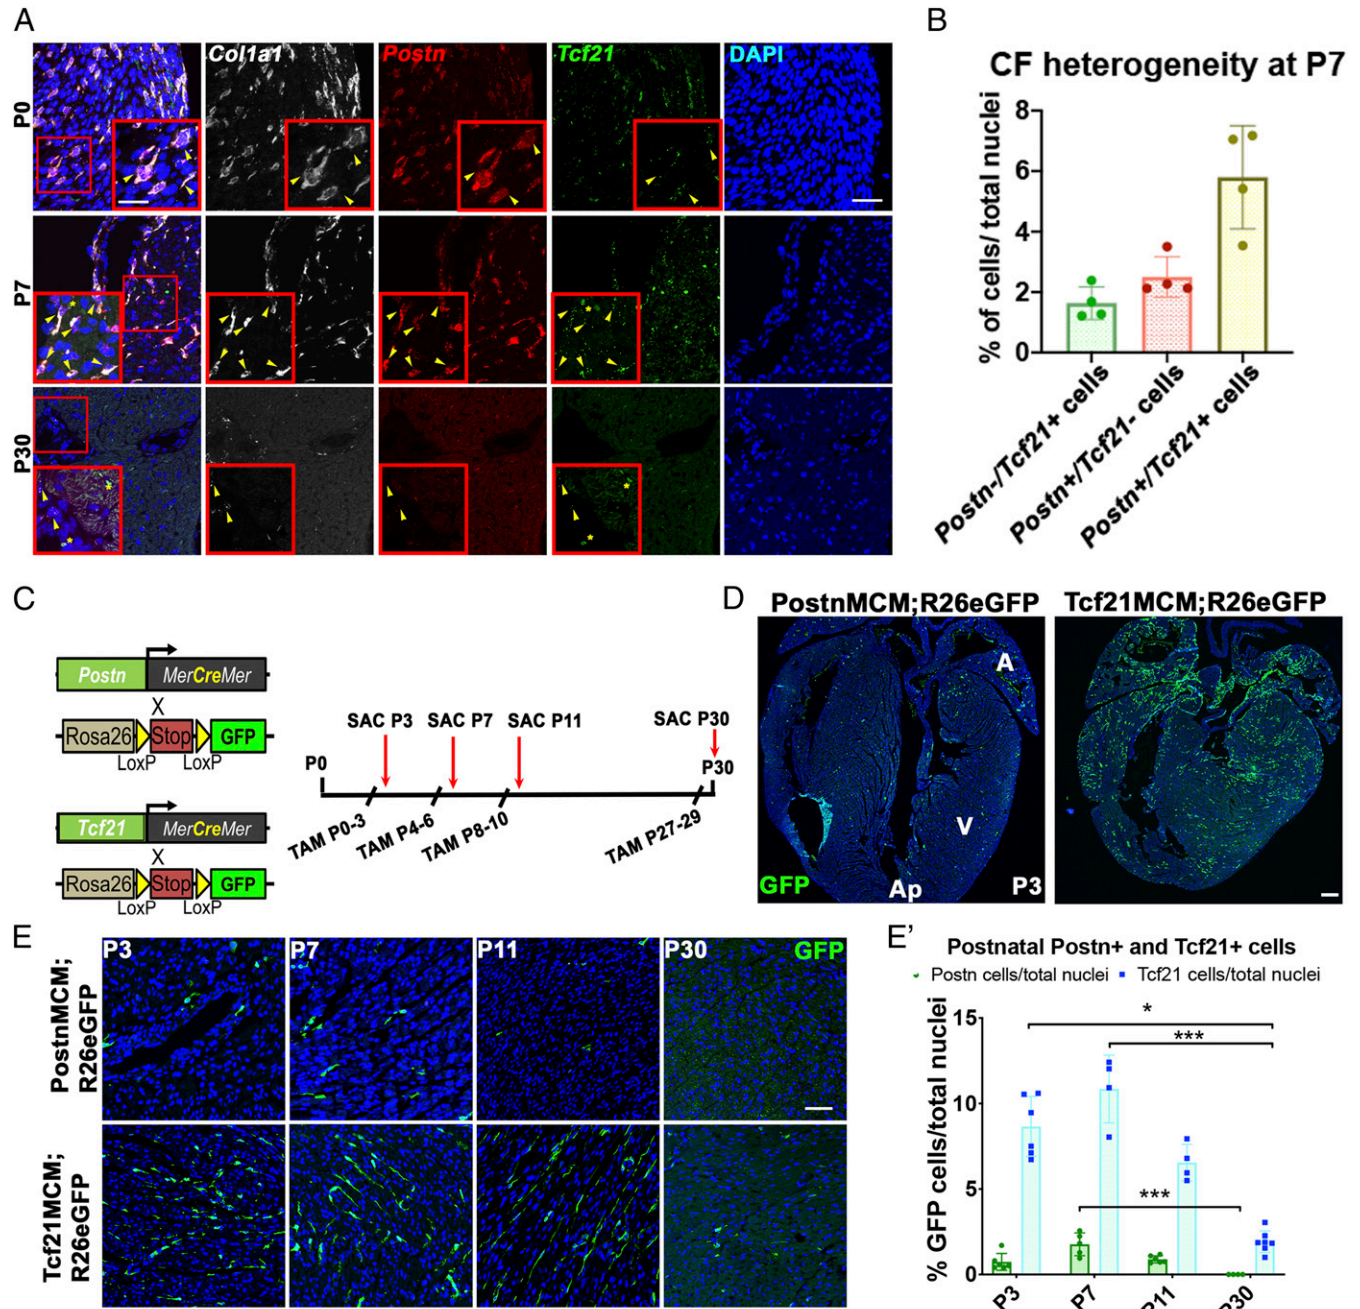 A
Col1a1
Postn
Tcf21
DAPI
P0
P7
P30
B
CF heterogeneity at P7
% of cells/ total nuclei
8
6
4
2
0
Postn-/Tcf21+ cells
Postn+/Tcf21- cells
Postn+/Tcf21+ cells
C
Postn MerCreMer
X
Rosa26 Stop GFP
LoxP LoxP
Tcf21 MerCreMer
X
Rosa26 Stop GFP
LoxP LoxP
SAC P3 SAC P7 SAC P11 SAC P30
P0 P30
TAM P0-3 TAM P4-6 TAM P8-10 TAM P27-29
D
PostnMCM;R26eGFP
Tcf21MCM;R26eGFP
A
V
GFP
Ap
P3
E
P3
P7
P11
P30
GFP
PostnMCM;
R26eGFP
Tcf21MCM;
R26eGFP
E'
Postnatal Postn+ and Tcf21+ cells
Postn cells/total nuclei Tcf21 cells/total nuclei
% GFP cells/total nuclei
15
10
5
0
*
***
***
P3
P7
P11
P30